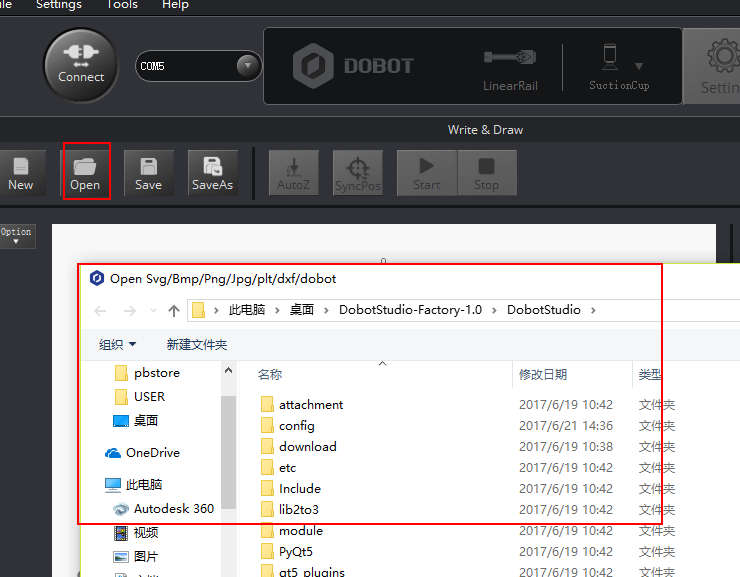 Settings Tools Help
Connect
COM5
DOBOT
LinearRail
SuctionCup
Write & Draw
New Open Save SaveAs AutoZ SyncPos Start Stop
Option
Open Svg/Bmp/Png/Jpg/plt/dxf/dobot
此电脑 桌面 DobotStudio-Factory-1.0 DobotStudio
组织 新建文件夹
名称 修改日期 类型
pbstore
USER
桌面
OneDrive
此电脑
Autodesk 360
视频
图片
attachment 2017/6/19 10:42 文件夹
config 2017/6/21 14:36 文件夹
download 2017/6/19 10:38 文件夹
etc 2017/6/19 10:42 文件夹
Include 2017/6/19 10:42 文件夹
lib2to3 2017/6/19 10:42 文件夹
module 2017/6/19 10:42 文件夹
PyQt5 2017/6/19 10:42 文件夹
qt5_plugins 2017/6/19 10:42 文件夹